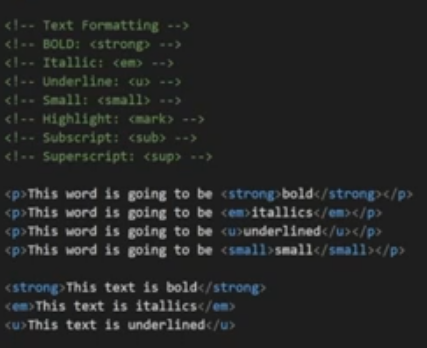 <!-- Text Formatting -->
<!-- BOLD: <strong> -->
<!-- Itallic: <em> -->
<!-- Underline: <u> -->
<!-- Small: <small> -->
<!-- Highlight: <mark> -->
<!-- Subscript: <sub> -->
<!-- Superscript: <sup> -->
<p>This word is going to be <strong>bold</strong></p>
<p>This word is going to be <em>itallics</em></p>
<p>This word is going to be <u>underlined</u></p>
<p>This word is going to be <small>small</small></p>
<strong>This text is bold</strong>
<em>This text is itallics</em>
<u>This text is underlined</u>